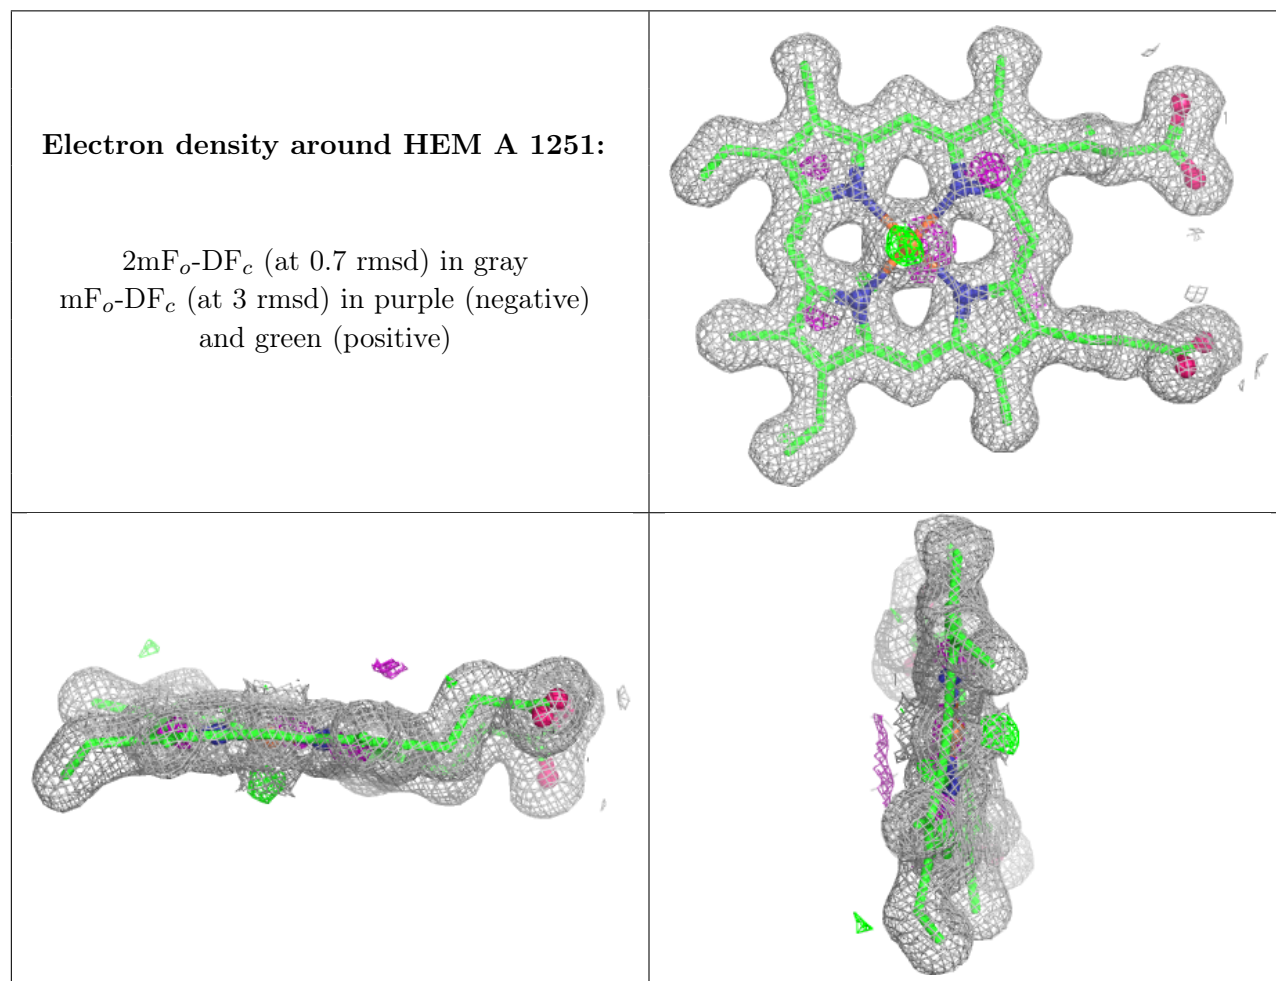 Electron density around HEM A 1251:
2mFo-DFc (at 0.7 rmsd) in gray
mFo-DFc (at 3 rmsd) in purple (negative)
and green (positive)